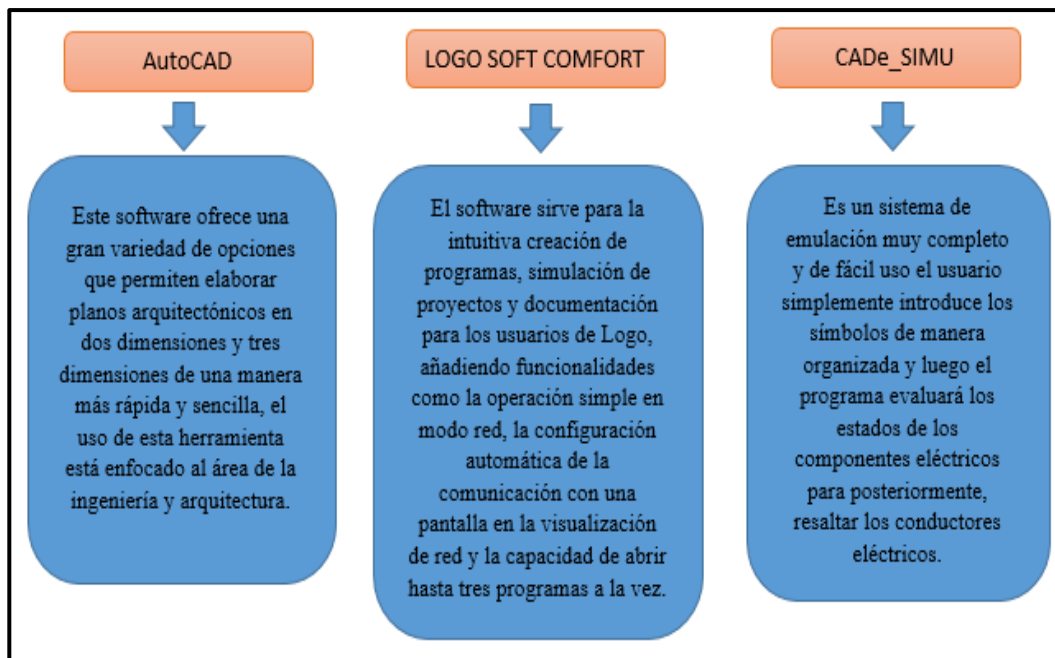 AutoCAD
Este software ofrece una
gran variedad de opciones
que permiten elaborar
planos arquitectónicos en
dos dimensiones y tres
dimensiones de una manera
más rápida y sencilla, el
uso de esta herramienta
está enfocado al área de la
ingeniería y arquitectura.
LOGO SOFT COMFORT
El software sirve para la
intuitiva creación de
programas, simulación de
proyectos y documentación
para los usuarios de Logo,
añadiendo funcionalidades
como la operación simple en
modo red, la configuración
automática de la
comunicación con una
pantalla en la visualización
de red y la capacidad de abrir
hasta tres programas a la vez.
CADe_SIMU
Es un sistema de
emulación muy completo
y de fácil uso el usuario
simplemente introduce los
símbolos de manera
organizada y luego el
programa evaluará los
estados de los
componentes eléctricos
para posteriormente,
resaltar los conductores
eléctricos.